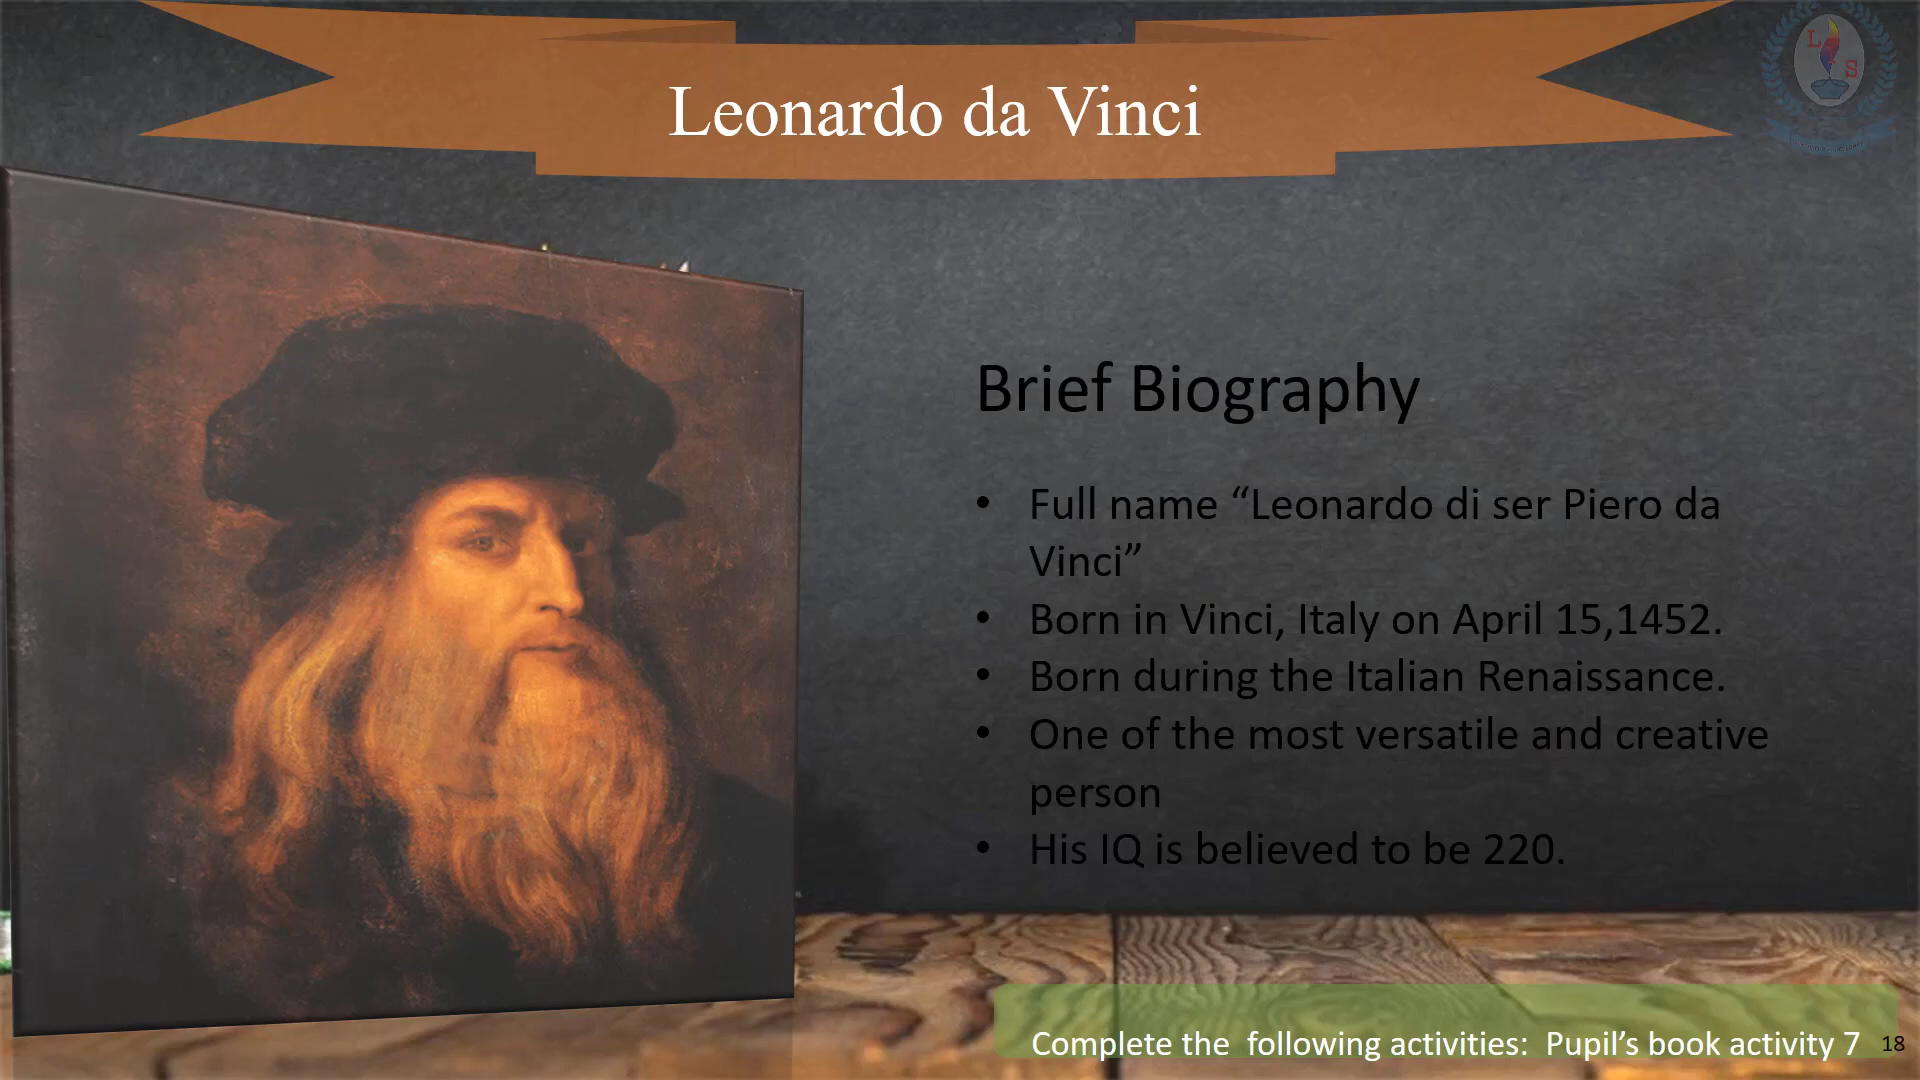 Leonardo da Vinci
L
S
Brief Biography
• Full name “Leonardo di ser Piero da
Vinci”
• Born in Vinci, Italy on April 15,1452.
• Born during the Italian Renaissance.
• One of the most versatile and creative
person
• His IQ is believed to be 220.
Complete the  following activities:  Pupil’s book activity 7
18